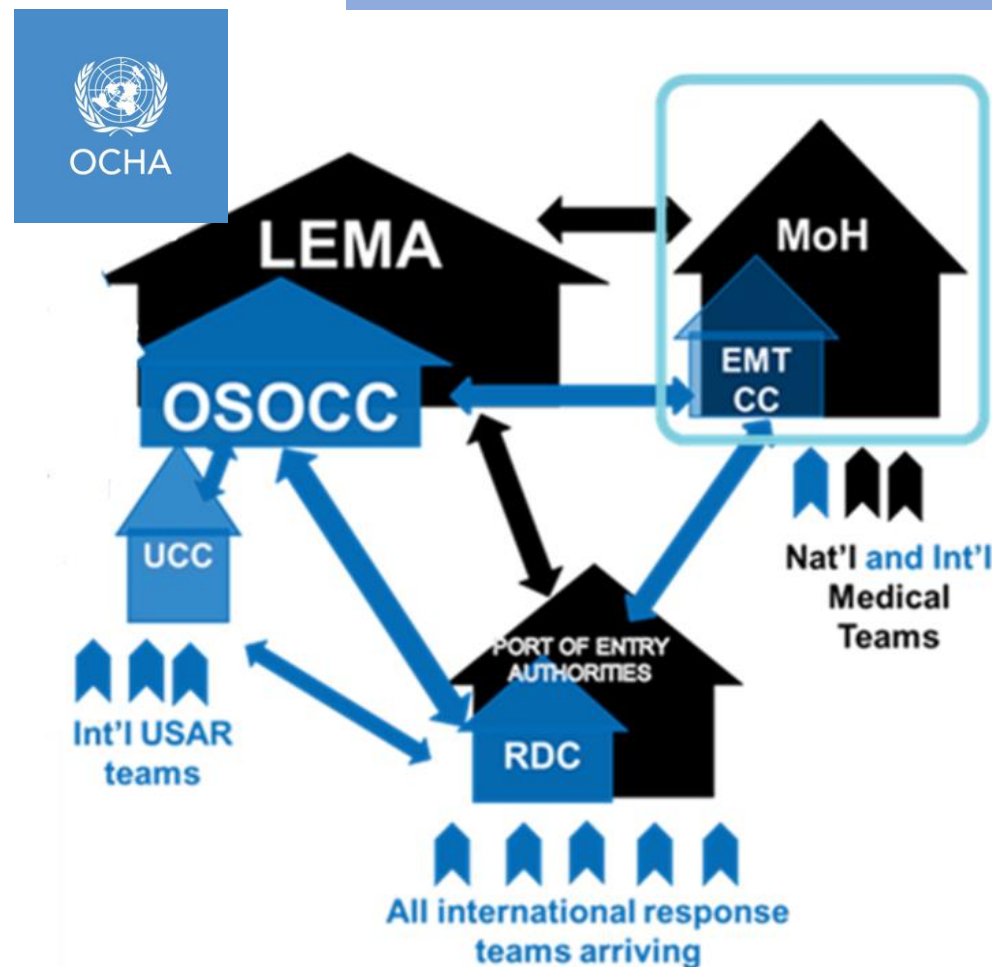 OCHA
LEMA
MoH
OSOCC
EMT
CC
UCC
Nat'l and Int'l
Medical
Teams
PORT OF ENTRY
AUTHORITIES
Int'l USAR
teams
RDC
All international response
teams arriving